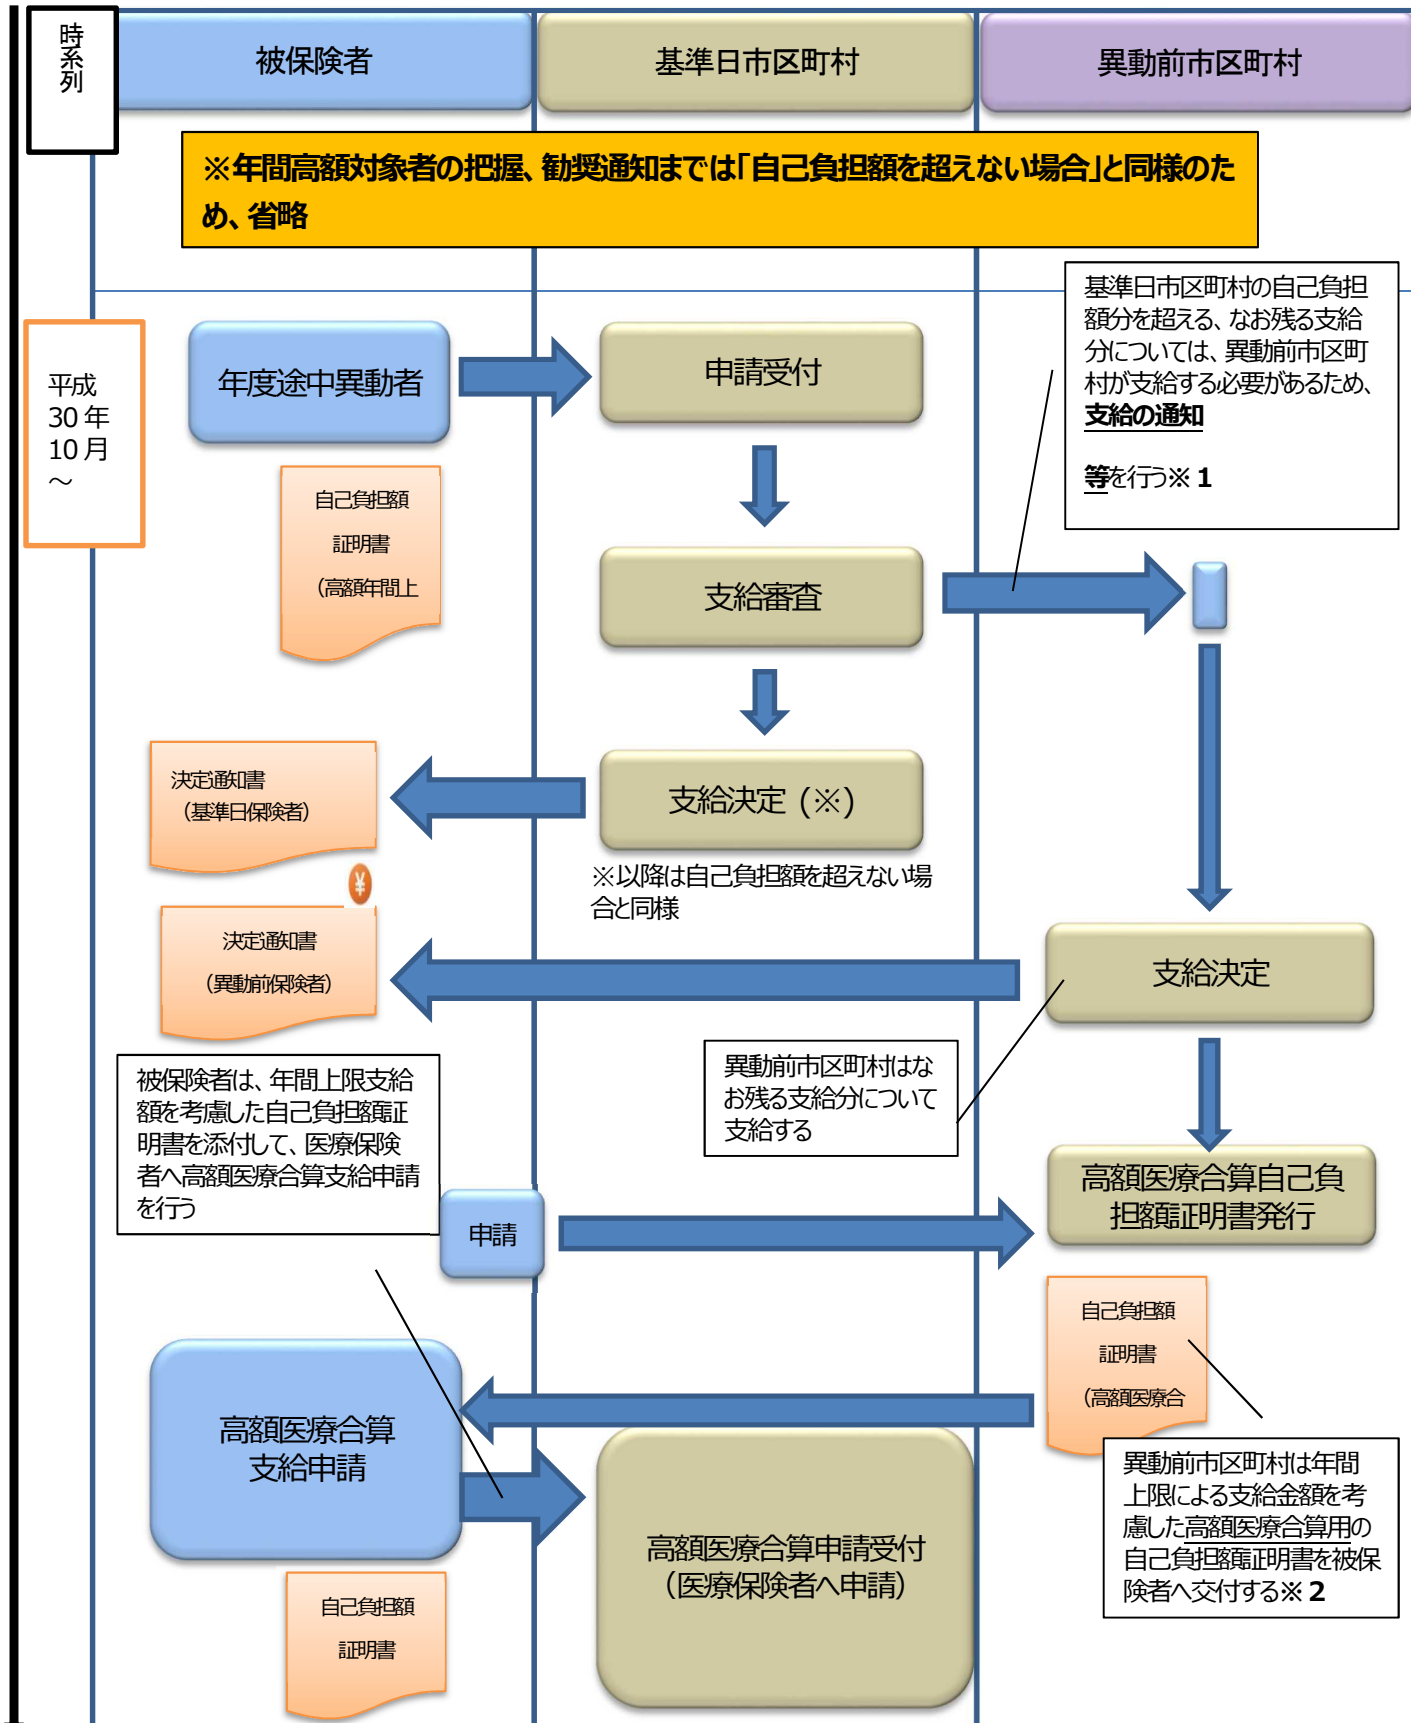 時系列
被保険者
基準日市区町村
異動前市区町村
※年間高額対象者の把握、勧奨通知までは「自己負担額を超えない場合」と同様のた
め、省略
平成
30 年
10 月
～
年度途中異動者
申請受付
基準日市区町村の自己負担
額分を超える、なお残る支給
分については、異動前市区町
村が支給する必要があるため、
支給の通知
等を行う※１
自己負担額
証明書
（高額年間上
支給審査
決定通知書
（基準日保険者）
支給決定（※）
※以降は自己負担額を超えない場
合と同様
¥
決定通知書
（異動前保険者）
支給決定
被保険者は、年間上限支給
額を考慮した自己負担額証
明書を添付して、医療保険
者へ高額医療合算支給申請
を行う
異動前市区町村はな
お残る支給分について
支給する
申請
高額医療合算自己負
担額証明書発行
自己負担額
証明書
（高額医療合
高額医療合算
支給申請
異動前市区町村は年間
上限による支給金額を考
慮した高額医療合算用の
自己負担額証明書を被保
険者へ交付する※２
高額医療合算申請受付
（医療保険者へ申請）
自己負担額
証明書